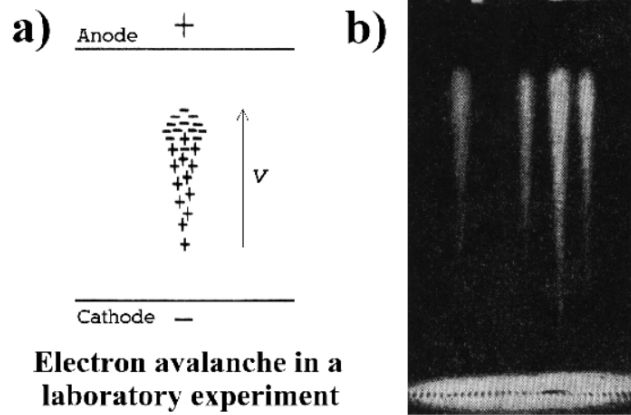 a)
Anode +
v
Cathode −
Electron avalanche in a
laboratory experiment
b)